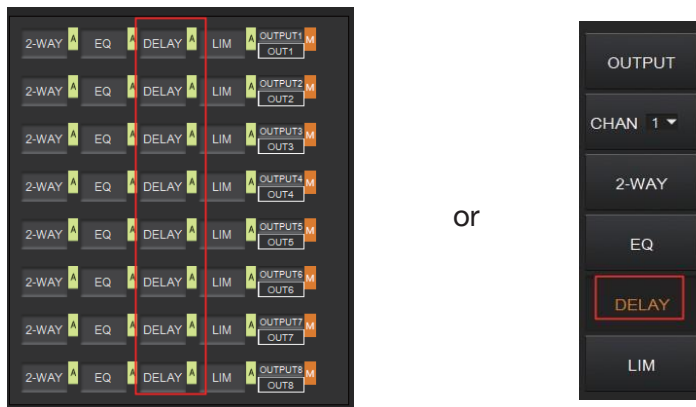 2-WAY A EQ A DELAY A LIM A OUTPUT1 M
OUT1
2-WAY A EQ A DELAY A LIM A OUTPUT2 M
OUT2
2-WAY A EQ A DELAY A LIM A OUTPUT3 M
OUT3
2-WAY A EQ A DELAY A LIM A OUTPUT4 M
OUT4
2-WAY A EQ A DELAY A LIM A OUTPUT5 M
OUT5
2-WAY A EQ A DELAY A LIM A OUTPUT6 M
OUT6
2-WAY A EQ A DELAY A LIM A OUTPUT7 M
OUT7
2-WAY A EQ A DELAY A LIM A OUTPUT8 M
OUT8
or
OUTPUT
CHAN 1
2-WAY
EQ
DELAY
LIM